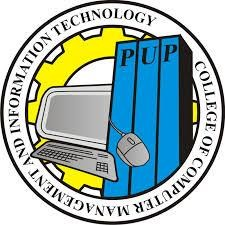 COLLEGE OF COMPUTER MANAGEMENT AND INFORMATION TECHNOLOGY
PUP